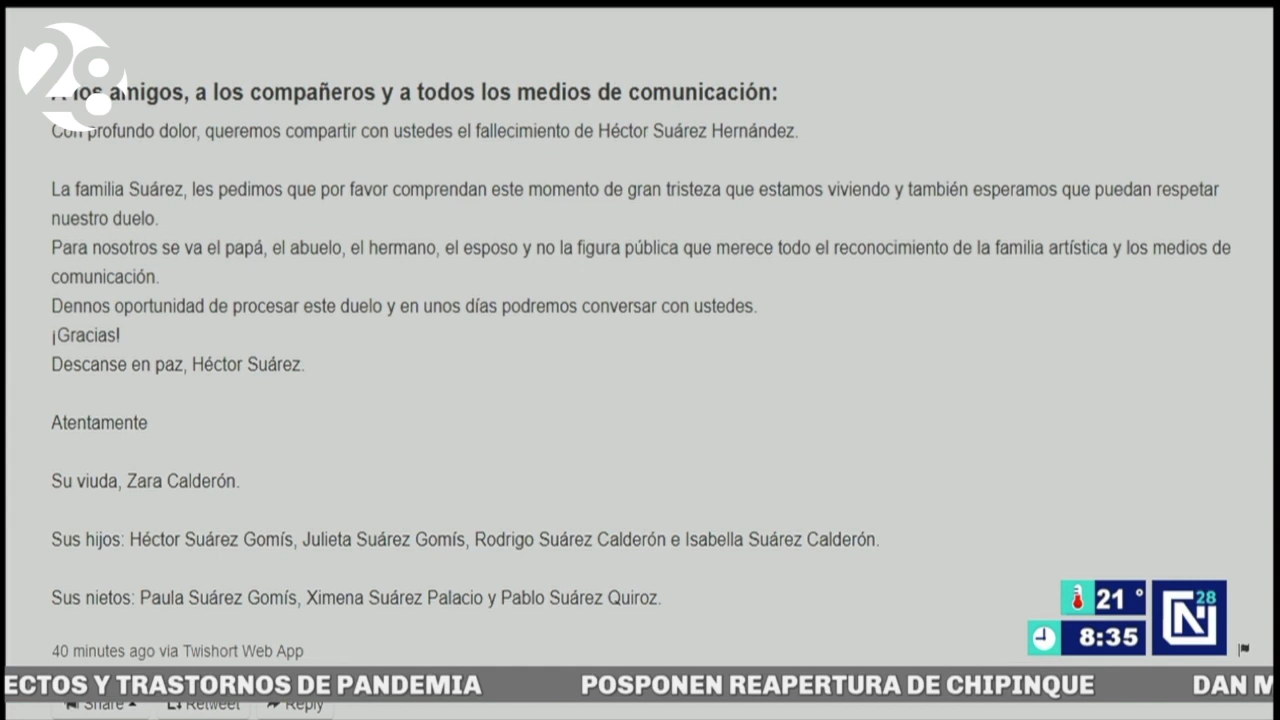 28
A los amigos, a los compañeros y a todos los medios de comunicación:
Con profundo dolor, queremos compartir con ustedes el fallecimiento de Héctor Suárez Hernández.
La familia Suárez, les pedimos que por favor comprendan este momento de gran tristeza que estamos viviendo y también esperamos que puedan respetar
nuestro duelo.
Para nosotros se va el papá, el abuelo, el hermano, el esposo y no la figura pública que merece todo el reconocimiento de la familia artística y los medios de
comunicación.
Dennos oportunidad de procesar este duelo y en unos días podremos conversar con ustedes.
¡Gracias!
Descanse en paz, Héctor Suárez.
Atentamente
Su viuda, Zara Calderón.
Sus hijos: Héctor Suárez Gomís, Julieta Suárez Gomís, Rodrigo Suárez Calderón e Isabella Suárez Calderón.
Sus nietos: Paula Suárez Gomís, Ximena Suárez Palacio y Pablo Suárez Quiroz.
21 °
8:35
N 28
40 minutes ago via Twishort Web App
ECTOS Y TRASTORNOS DE PANDEMIA POSPONEN REAPERTURA DE CHIPINQUE DAN M
Share Retweet Reply